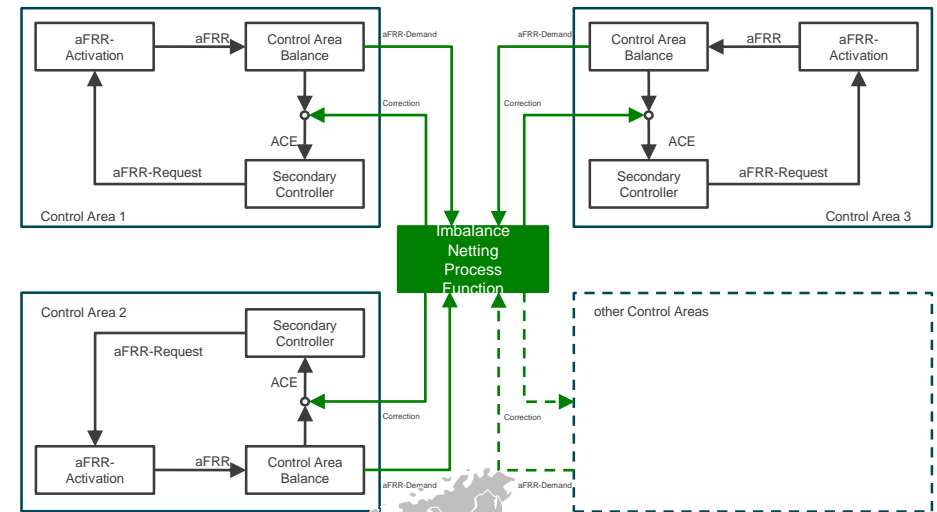 aFRR-
Activation
aFRR
Control Area
Balance
aFRR-Demand
Correction
ACE
aFRR-Request
Secondary
Controller
Control Area 1
aFRR-Demand
Control Area
Balance
aFRR
aFRR-
Activation
Correction
ACE
Secondary
Controller
aFRR-Request
Control Area 3
Imbalance
Netting
Process
Function
Control Area 2
Secondary
Controller
aFRR-Request
ACE
Correction
aFRR-
Activation
aFRR
Control Area
Balance
aFRR-Demand
other Control Areas
Correction
aFRR-Demand